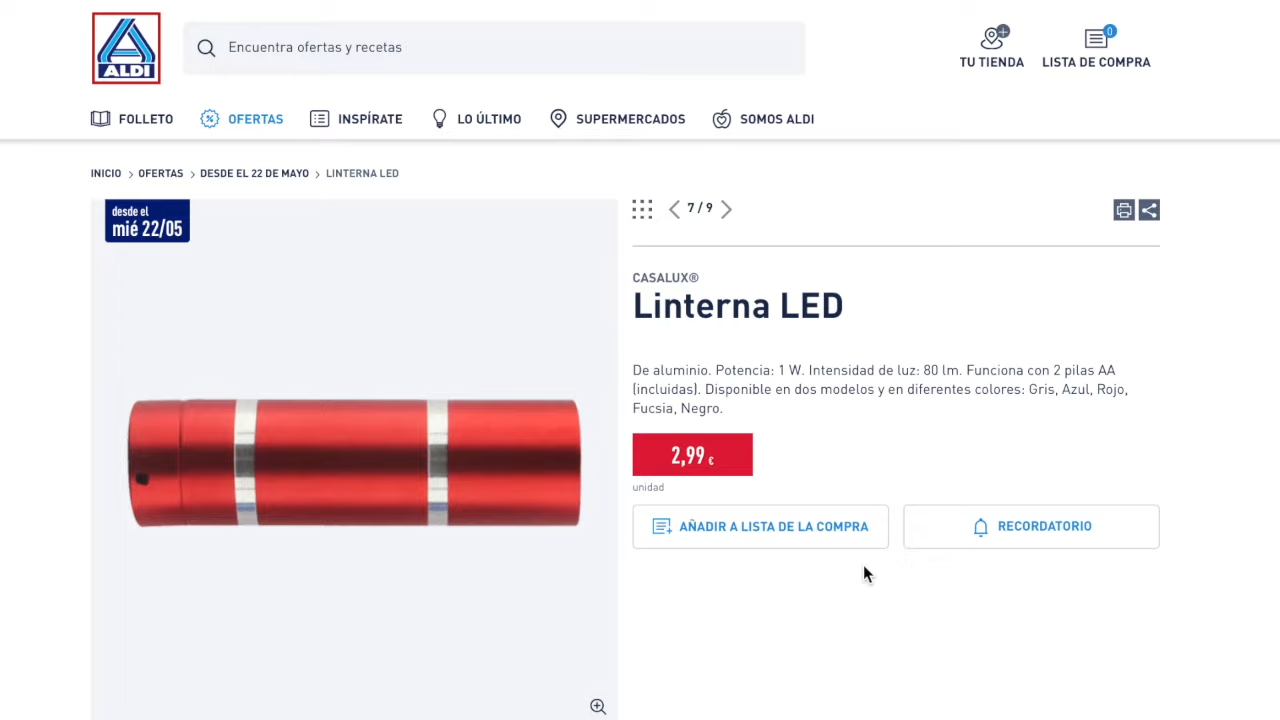 ALDI
Encuentra ofertas y recetas
TU TIENDA
0
LISTA DE COMPRA
FOLLETO
OFERTAS
INSPÍRATE
LO ÚLTIMO
SUPERMERCADOS
SOMOS ALDI
INICIO > OFERTAS > DESDE EL 22 DE MAYO > LINTERNA LED
desde el
mié 22/05
7 / 9
CASALUX®
Linterna LED
De aluminio. Potencia: 1 W. Intensidad de luz: 80 lm. Funciona con 2 pilas AA
(incluidas). Disponible en dos modelos y en diferentes colores: Gris, Azul, Rojo,
Fucsia, Negro.
2,99 €
unidad
AÑADIR A LISTA DE LA COMPRA
RECORDATORIO